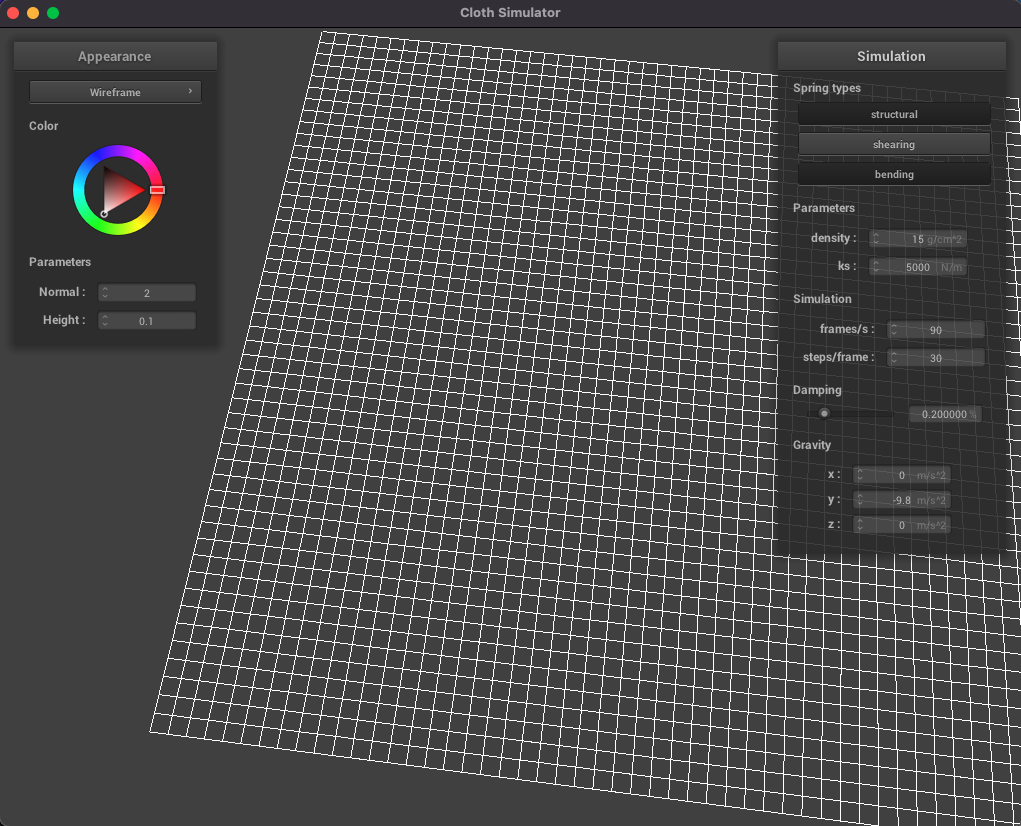 Cloth Simulator
Appearance
Wireframe
Color
Parameters
Normal : 2
Height : 0.1
Simulation
Spring types
structural
shearing
bending
Parameters
density : 15 g/cm^2
ks : 5000 N/m
Simulation
frames/s : 90
steps/frame : 30
Damping
0.200000 %
Gravity
x : 0 m/s^2
y : -9.8 m/s^2
z : 0 m/s^2